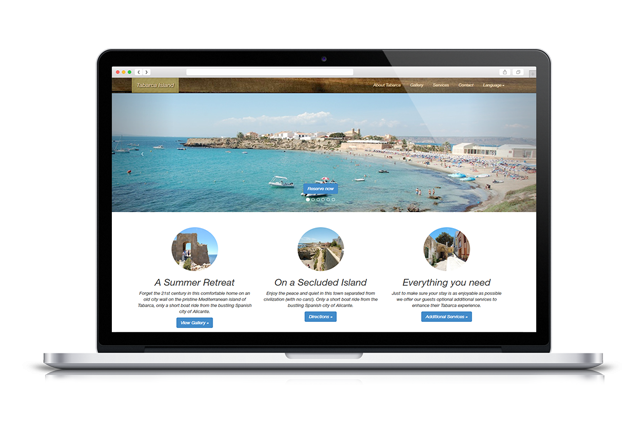 Tabarca Island
About Tabarca Gallery Services Contact Language
Reserve now
A Summer Retreat
Forget the 21st century in this comfortable home on an
old city wall on the pristine Mediterranean island of
Tabarca, only a short boat ride from the
bustling Spanish city of Alicante.
View Gallery »
On a Secluded Island
Enjoy the peace and quiet in this town separated from
civilization (with no cars!). Only a short boat ride from the
bustling Spanish city of Alicante.
Directions »
Everything you need
Just to make sure your stay is as enjoyable as possible
we offer our guests optional additional services to
enhance their Tabarca experience.
Additional Services »